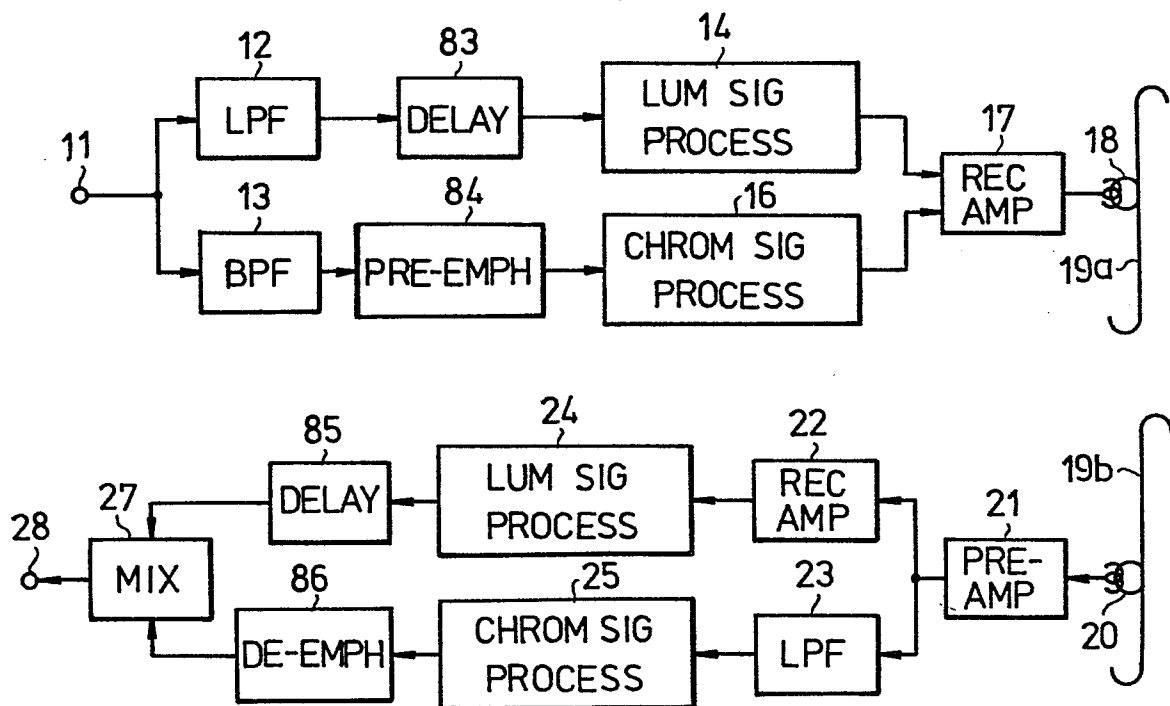 12
83
14
LPF
DELAY
LUM SIG
PROCESS
11
17
18
REC
AMP
13
84
16
BPF
PRE-EMPH
CHROM SIG
PROCESS
19a
85
24
22
19b
DELAY
LUM SIG
PROCESS
REC
AMP
27
21
28
MIX
PRE-
AMP
86
25
23
20
DE-EMPH
CHROM SIG
PROCESS
LPF